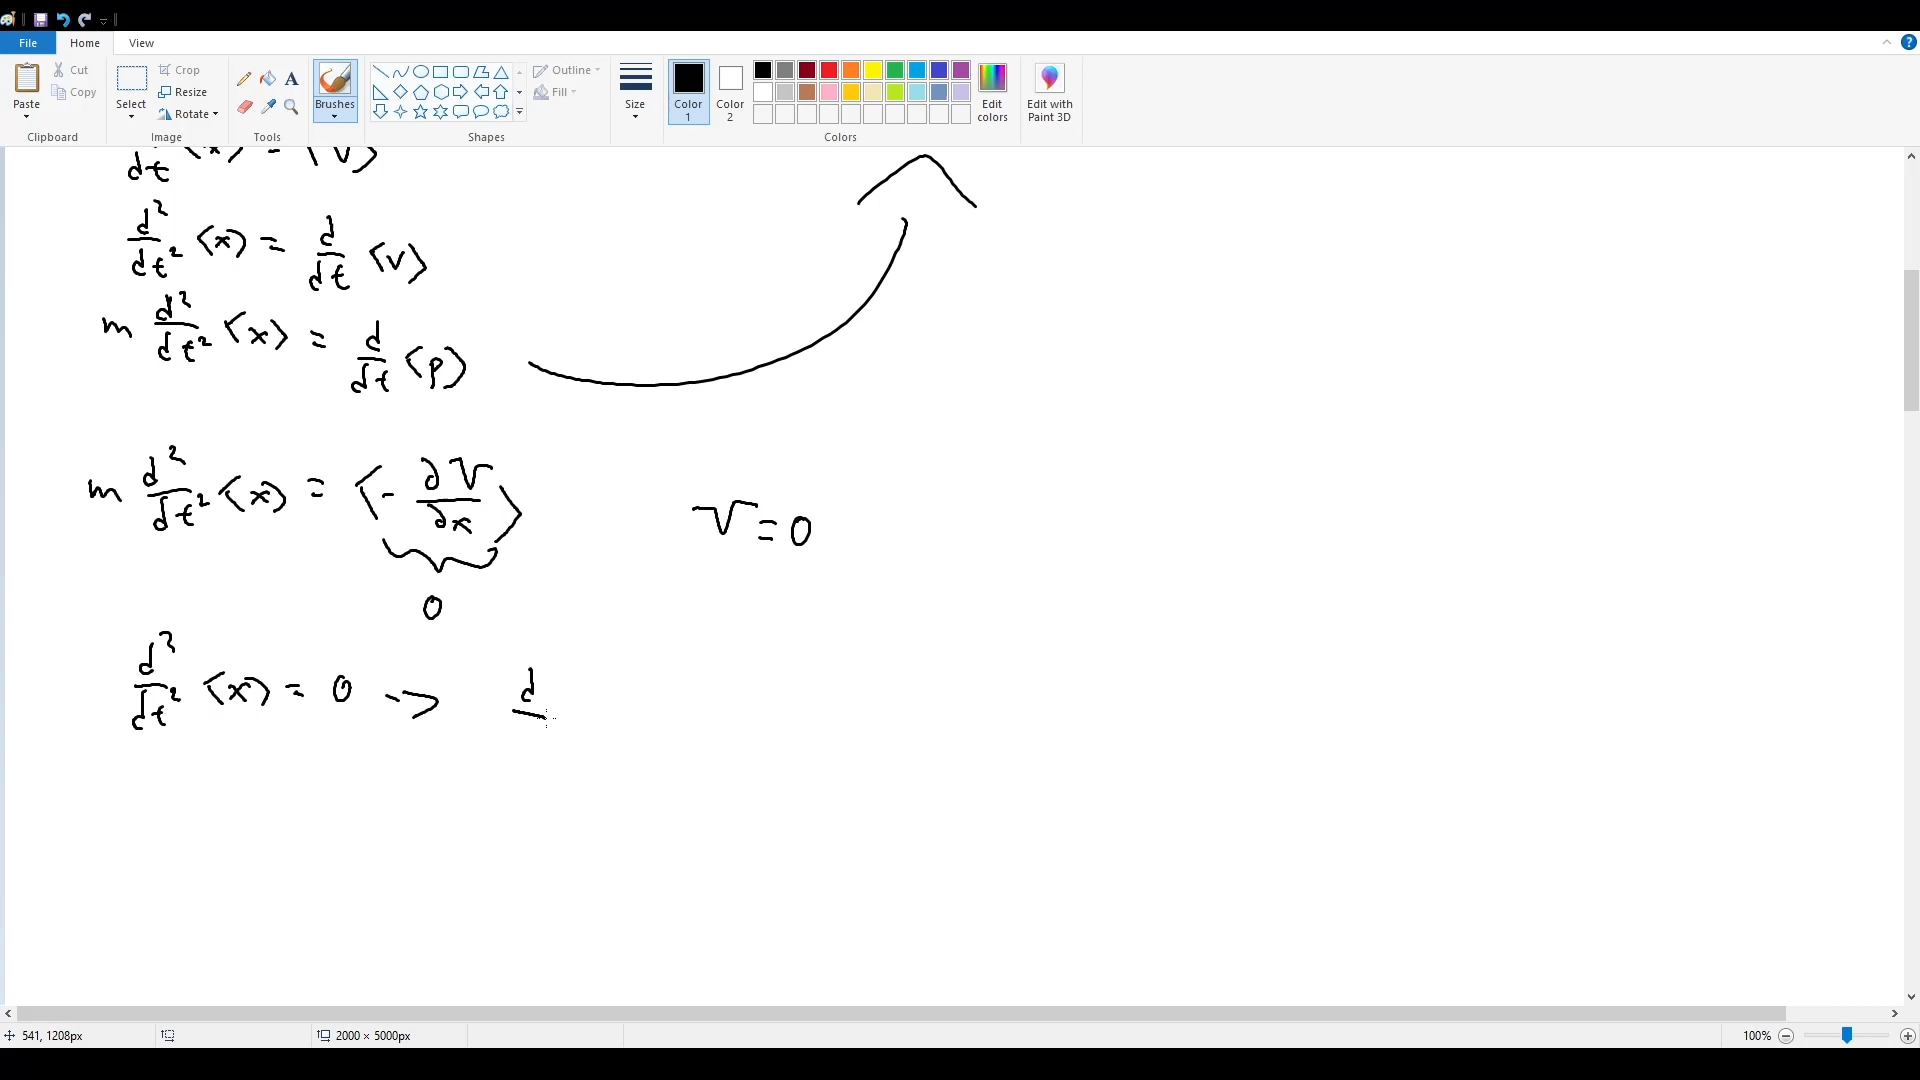 File Home View
Cut
Copy
Paste
Clipboard
Crop
Resize
Rotate
Select
Image
Tools
Brushes
Shapes
Outline
Fill
Size
Color 1
Color 2
Colors
Edit colors
Edit with Paint 3D
d/dt ⟨x⟩ = ⟨v⟩
d²/dt² ⟨x⟩ = d/dt ⟨v⟩
m d²/dt² ⟨x⟩ = d/dt ⟨p⟩
m d²/dt² ⟨x⟩ = ⟨- ∂V/∂x⟩ V = 0
0
d²/dt² ⟨x⟩ = 0 -> d
541, 1208px 2000 × 5000px 100%